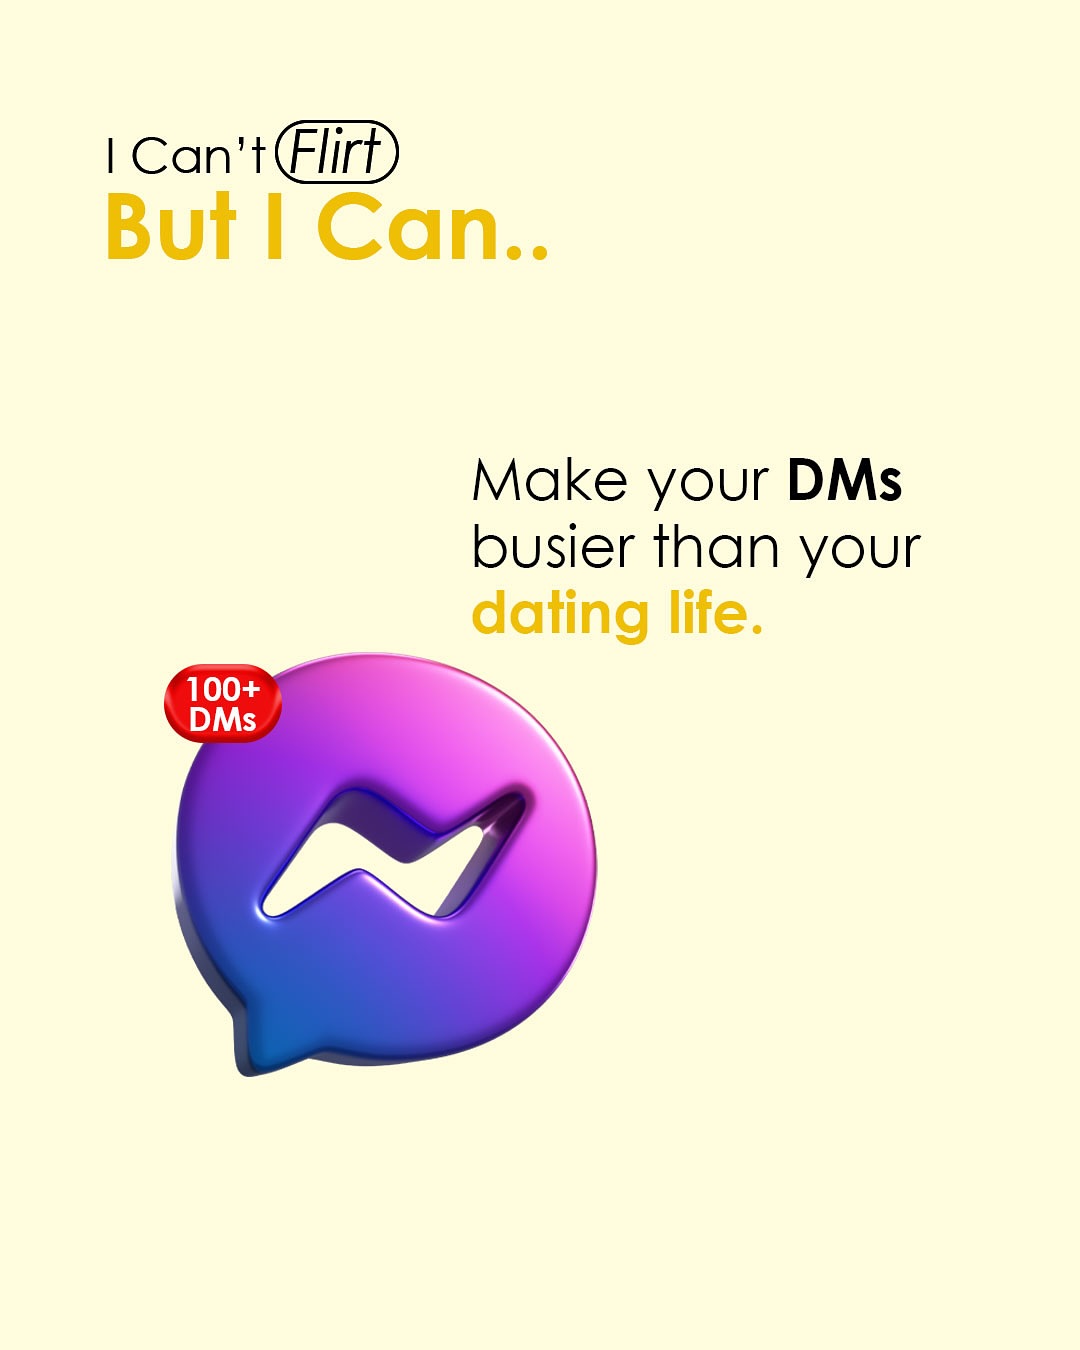 I Can’t Flirt
But I Can..
Make your DMs
busier than your
dating life.
100+
DMs